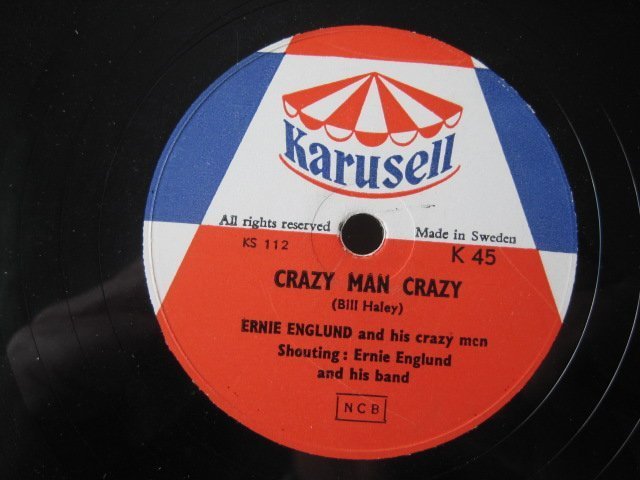 Karusell
All rights reserved
Made in Sweden
KS 112
K 45
CRAZY MAN CRAZY
(Bill Haley)
ERNIE ENGLUND and his crazy men
Shouting: Ernie Englund
and his band
NCB